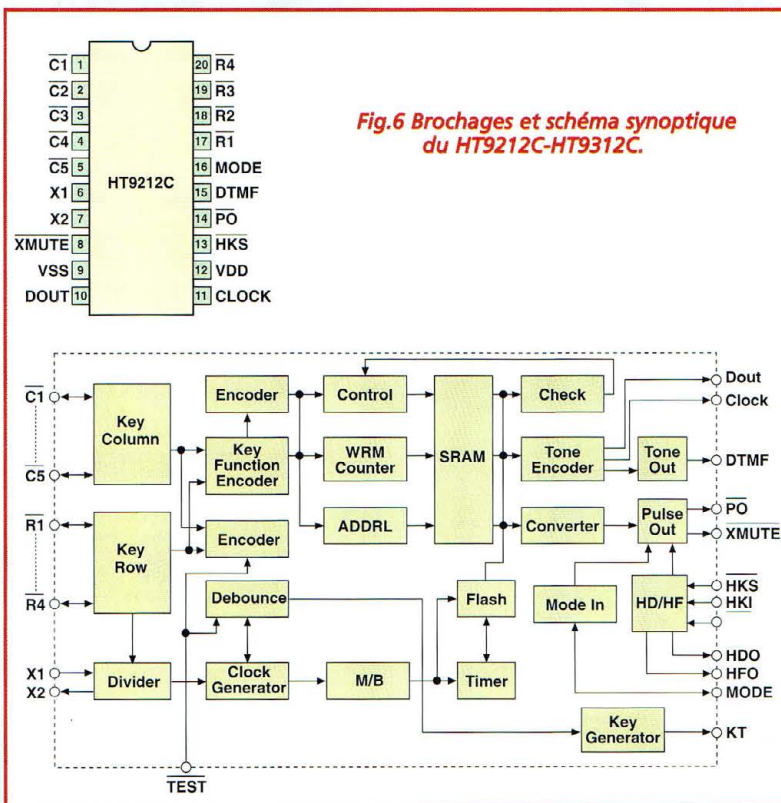 Fig.6 Brochages et schéma synoptique
du HT9212C-HT9312C.
C1 1
C2 2
C3 3
C4 4
C5 5
X1 6
X2 7
XMUTE 8
VSS 9
DOUT 10
HT9212C
20 R4
19 R3
18 R2
17 R1
16 MODE
15 DTMF
14 PO
13 HKS
12 VDD
11 CLOCK
C1
C5
R1
R4
X1
X2
Key
Column
Key
Row
Divider
Encoder
Key
Function
Encoder
Encoder
Debounce
Clock
Generator
Control
WRM
Counter
ADDRL
M/B
SRAM
Flash
Timer
Check
Tone
Encoder
Converter
Mode In
Tone
Out
Pulse
Out
HD/HF
Key
Generator
Dout
Clock
DTMF
PO
XMUTE
HKS
HKI
HDO
HFO
MODE
KT
TEST